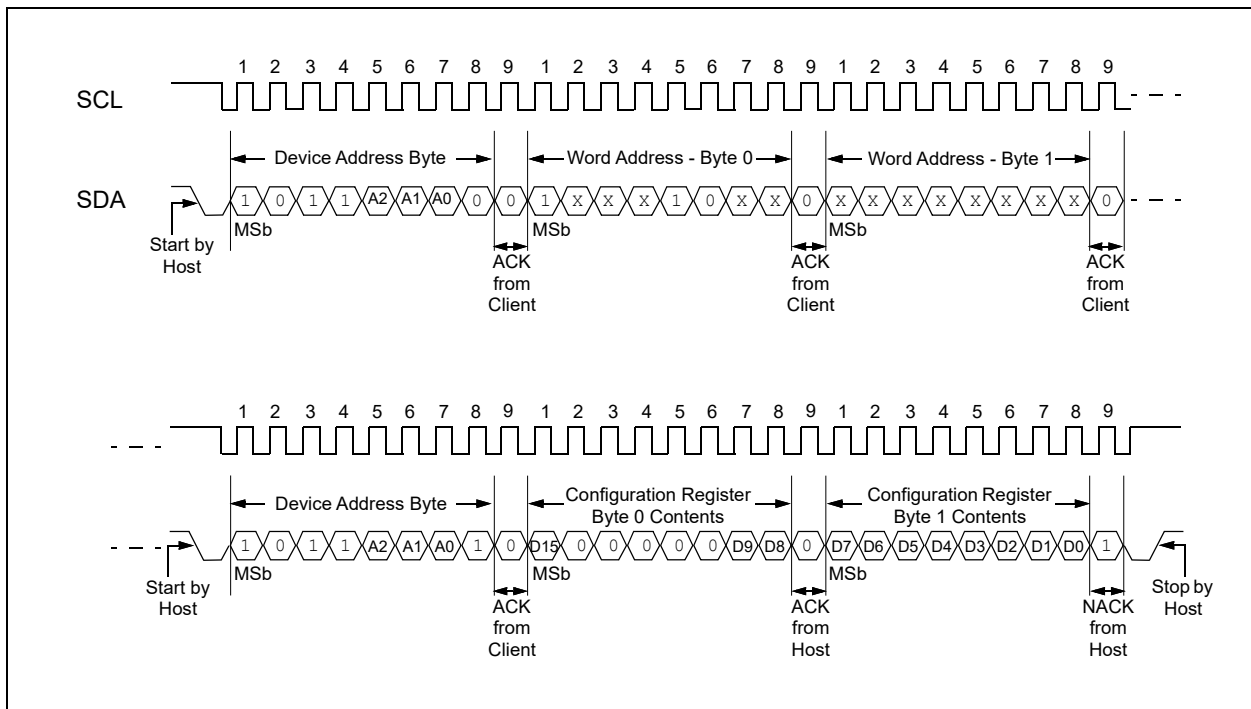 1 2 3 4 5 6 7 8 9 1 2 3 4 5 6 7 8 9 1 2 3 4 5 6 7 8 9
SCL
Device Address Byte Word Address - Byte 0 Word Address - Byte 1
SDA 1 0 1 1 A2 A1 A0 0 0 1 X X X 1 0 X X 0 X X X X X X X X 0
MSb MSb MSb
Start by
Host
ACK
from
Client
ACK
from
Client
ACK
from
Client
1 2 3 4 5 6 7 8 9 1 2 3 4 5 6 7 8 9 1 2 3 4 5 6 7 8 9
Device Address Byte
Configuration Register
Byte 0 Contents
Configuration Register
Byte 1 Contents
1 0 1 1 A2 A1 A0 1 0 D15 0 0 0 0 0 D9 D8 0 D7 D6 D5 D4 D3 D2 D1 D0 1
MSb MSb MSb
Start by
Host
ACK
from
Client
ACK
from
Host
NACK
from
Host
Stop by
Host